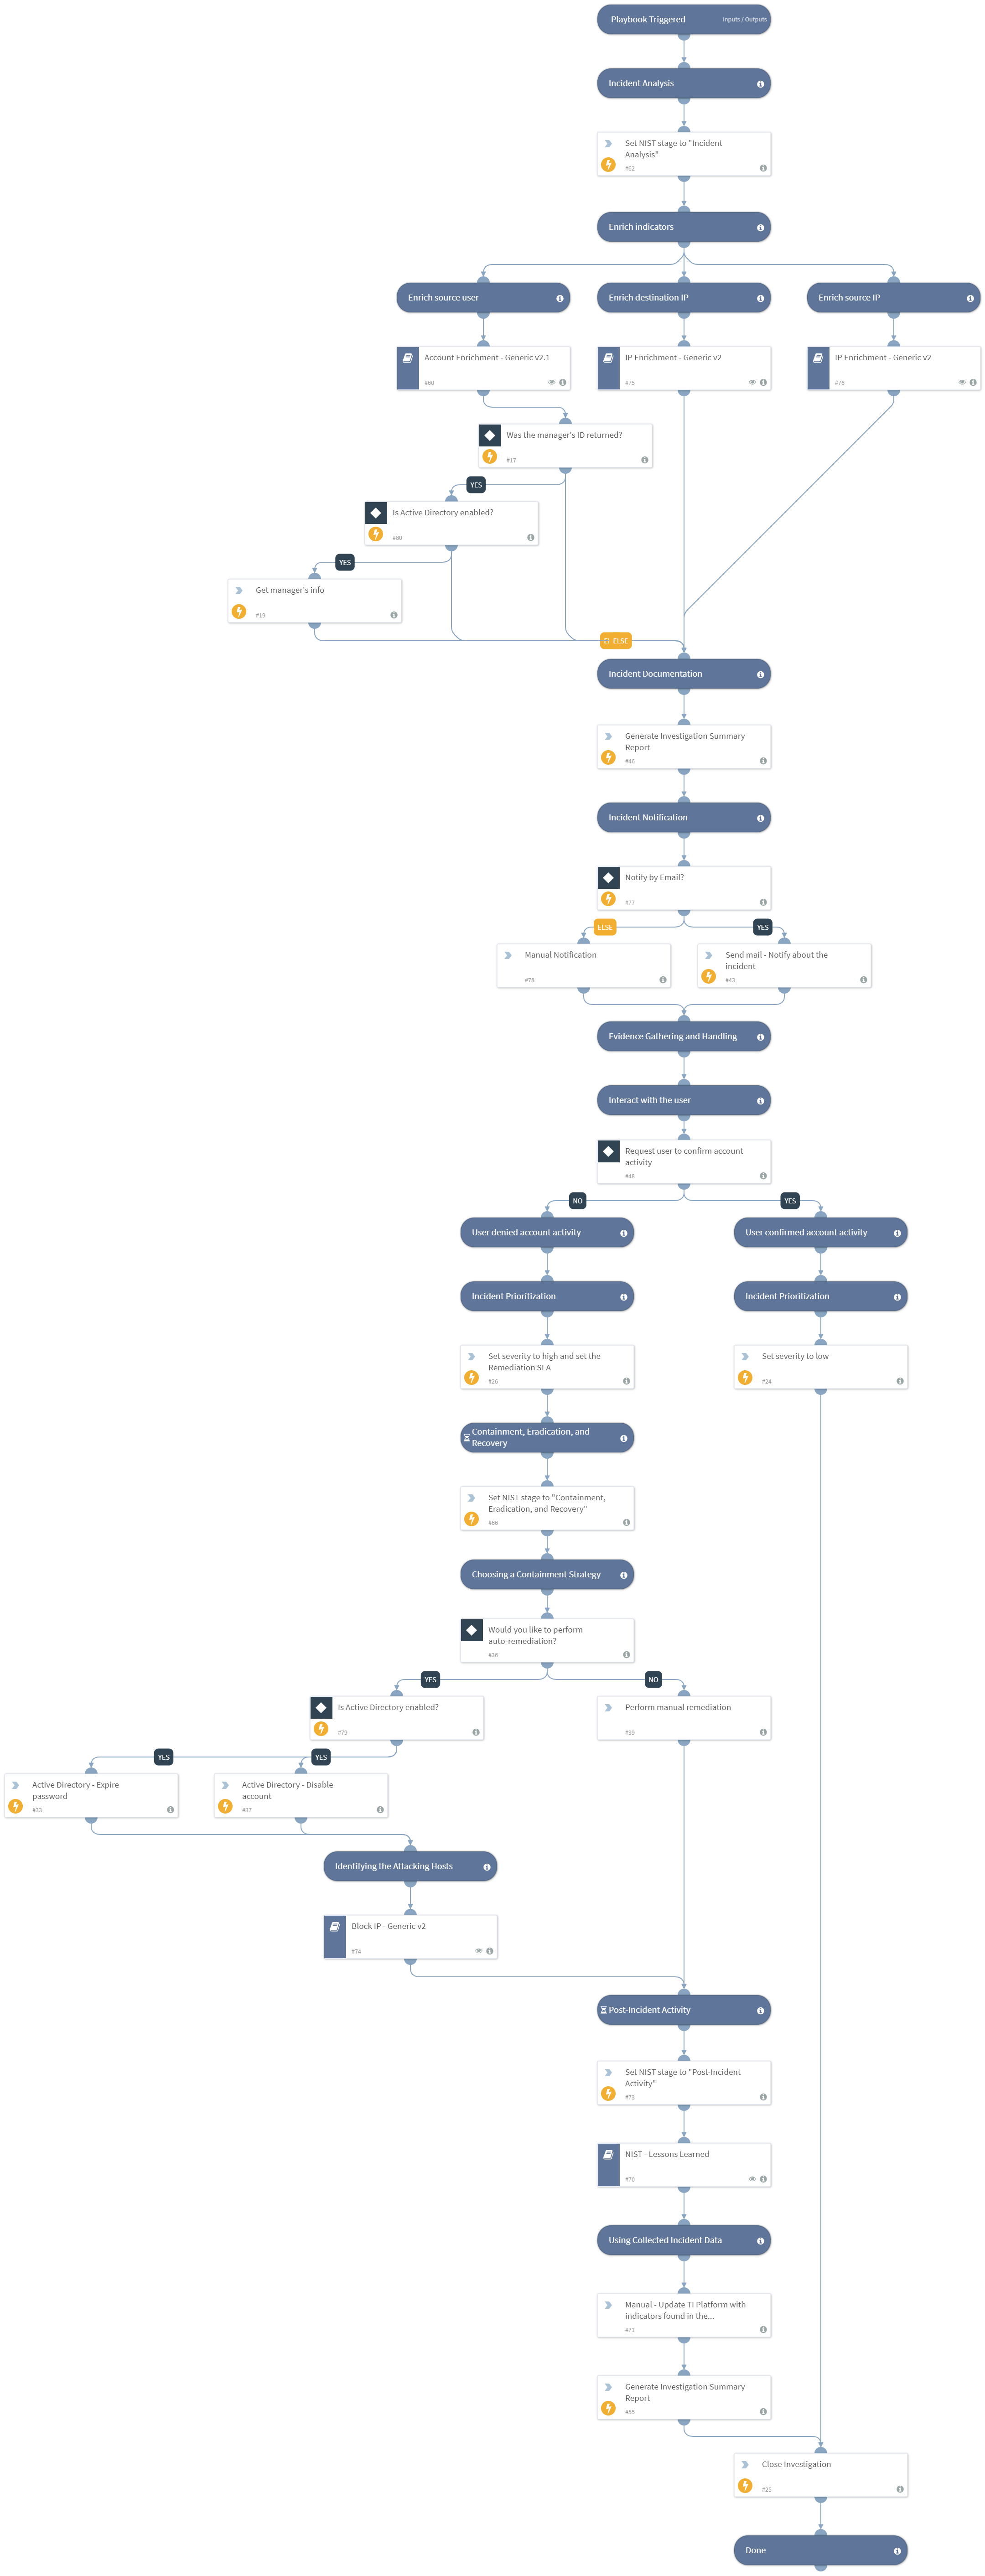 Playbook Triggered
Inputs / Outputs
Incident Analysis
Set NIST stage to "Incident
Analysis"
#62
Enrich indicators
Enrich source user
Enrich destination IP
Enrich source IP
Account Enrichment - Generic v2.1
#60
IP Enrichment - Generic v2
#75
IP Enrichment - Generic v2
#76
Was the manager's ID returned?
#17
YES
Is Active Directory enabled?
#80
YES
Get manager's info
#19
ELSE
Incident Documentation
Generate Investigation Summary
Report
#46
Incident Notification
Notify by Email?
#77
ELSE
YES
Manual Notification
#78
Send mail - Notify about the
incident
#43
Evidence Gathering and Handling
Interact with the user
Request user to confirm account
activity
#48
NO
YES
User denied account activity
User confirmed account activity
Incident Prioritization
Incident Prioritization
Set severity to high and set the
Remediation SLA
#26
Set severity to low
#24
Containment, Eradication, and
Recovery
Set NIST stage to "Containment,
Eradication, and Recovery"
#66
Choosing a Containment Strategy
Would you like to perform
auto-remediation?
#36
YES
NO
Is Active Directory enabled?
#79
Perform manual remediation
#39
YES
YES
Active Directory - Expire
password
#33
Active Directory - Disable
account
#37
Identifying the Attacking Hosts
Block IP - Generic v2
#74
Post-Incident Activity
Set NIST stage to "Post-Incident
Activity"
#73
NIST - Lessons Learned
#70
Using Collected Incident Data
Manual - Update TI Platform with
indicators found in the...
#71
Generate Investigation Summary
Report
#55
Close Investigation
#25
Done